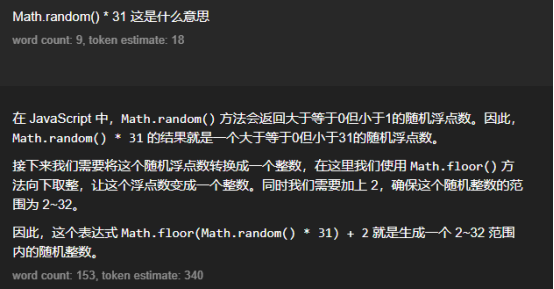 Math.random() * 31 这是什么意思
word count: 9, token estimate: 18
在 JavaScript 中，Math.random() 方法会返回大于等于0但小于1的随机浮点数。因此，
Math.random() * 31 的结果就是一个大于等于0但小于31的随机浮点数。
接下来我们需要将这个随机浮点数转换成一个整数，在这里我们使用 Math.floor() 方
法向下取整，让这个浮点数变成一个整数。同时我们需要加上 2，确保这个随机整数的范
围为 2~32。
因此，这个表达式 Math.floor(Math.random() * 31) + 2 就是生成一个 2~32 范围
内的随机整数。
word count: 153, token estimate: 340